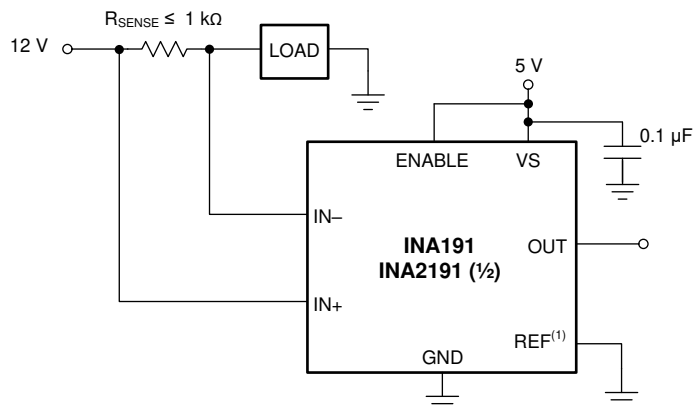 R_SENSE ≤ 1 kΩ
12 V
LOAD
5 V
0.1 µF
ENABLE
VS
IN–
INA191
INA2191 (½)
OUT
IN+
REF(1)
GND